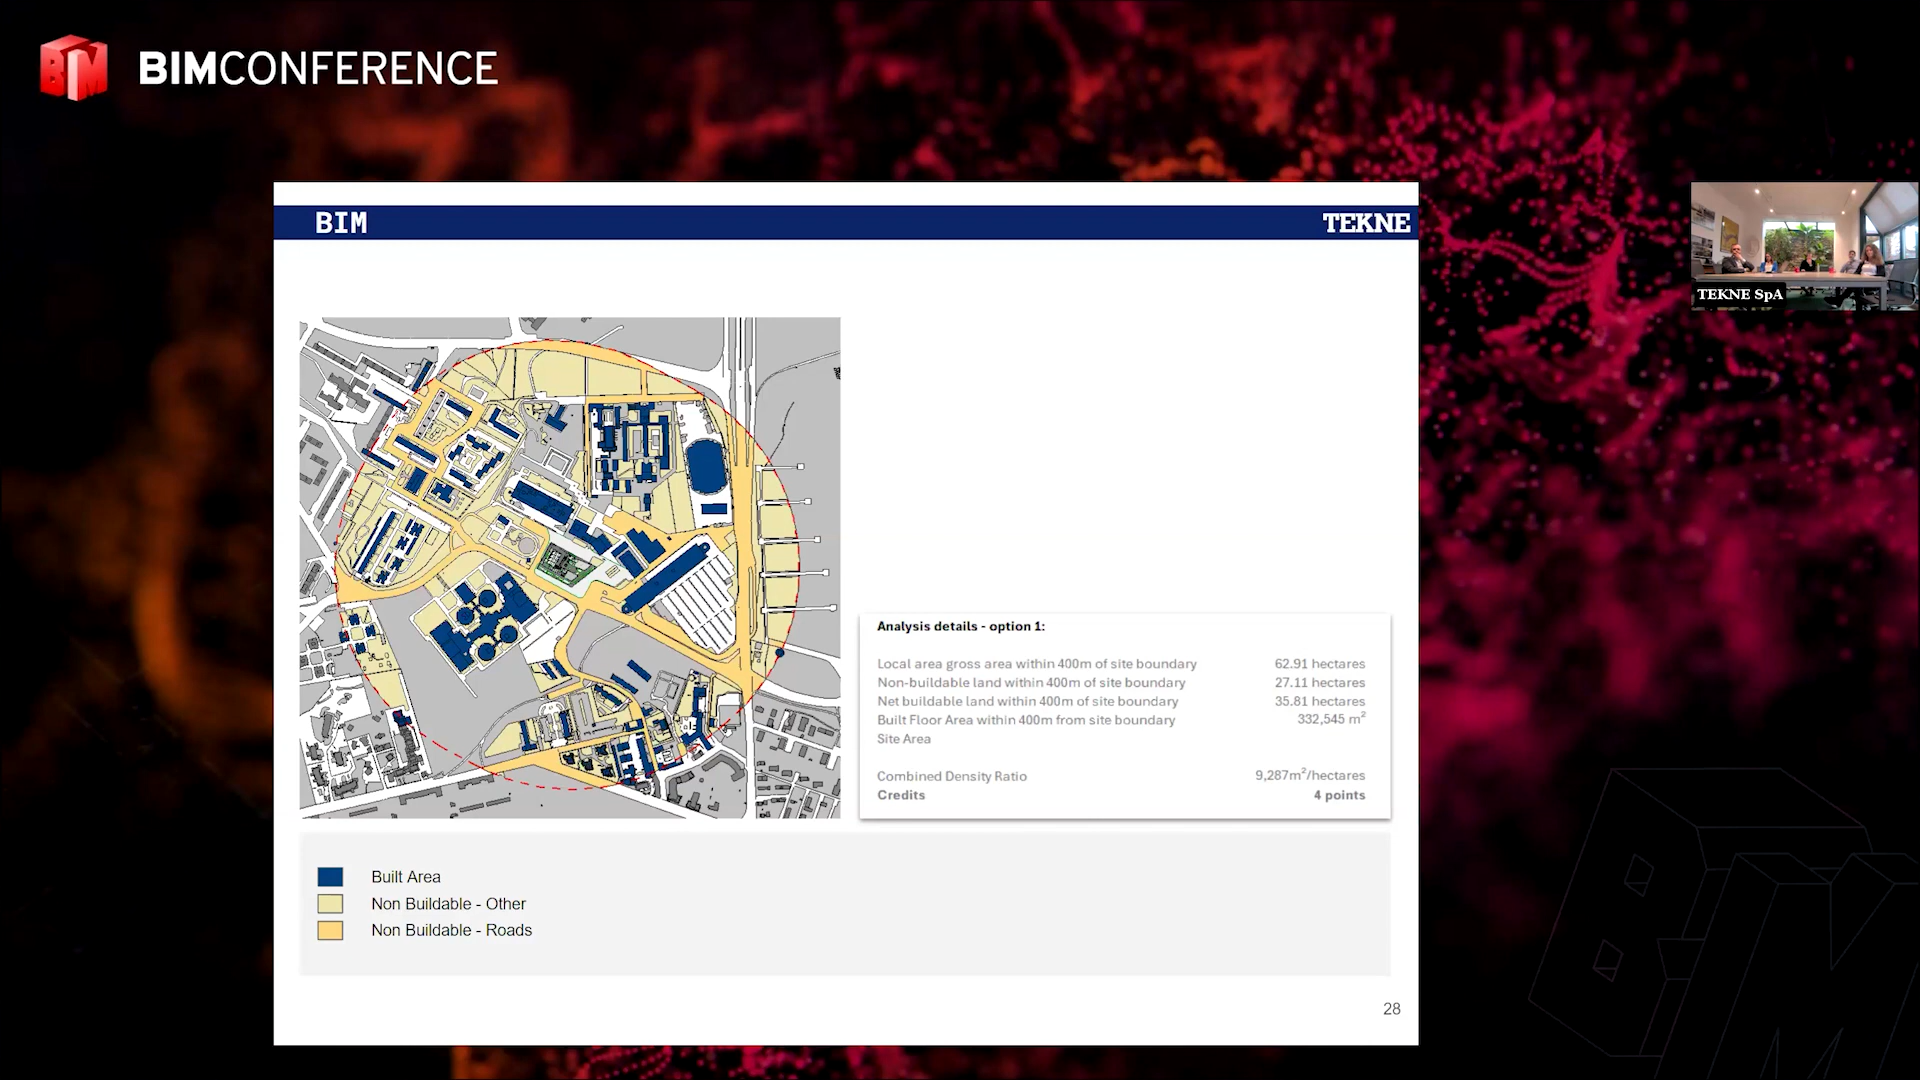 BIMCONFERENCE
BIM
TEKNE
TEKNE SpA
Analysis details - option 1:
Local area gross area within 400m of site boundary 62.91 hectares
Non-buildable land within 400m of site boundary 27.11 hectares
Net buildable land within 400m of site boundary 35.81 hectares
Built Floor Area within 400m from site boundary 332,545 m²
Site Area
Combined Density Ratio 9,287m²/hectares
Credits 4 points
Built Area
Non Buildable - Other
Non Buildable - Roads
28